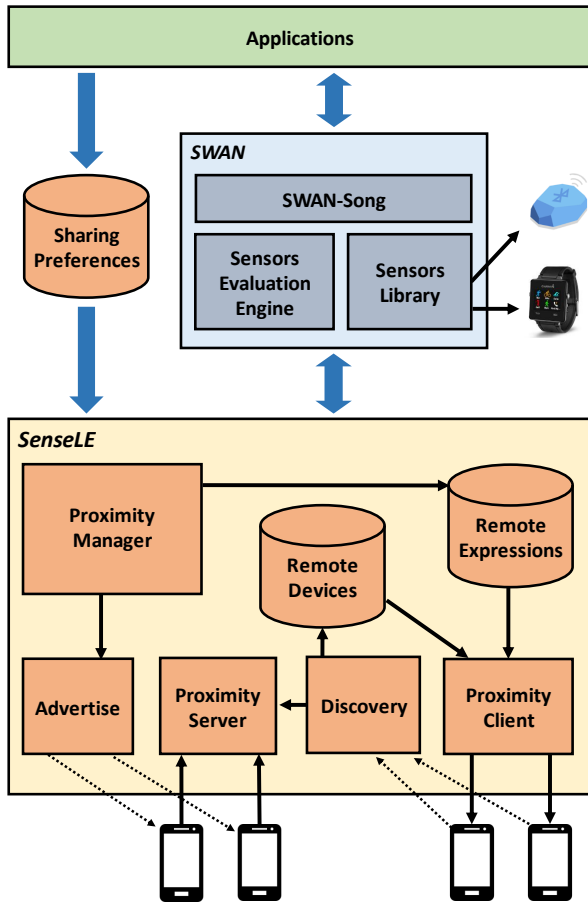 Applications
SWAN
SWAN-Song
Sharing
Preferences
Sensors
Evaluation
Engine
Sensors
Library
SenseLE
Proximity
Manager
Remote
Expressions
Remote
Devices
Advertise
Proximity
Server
Discovery
Proximity
Client